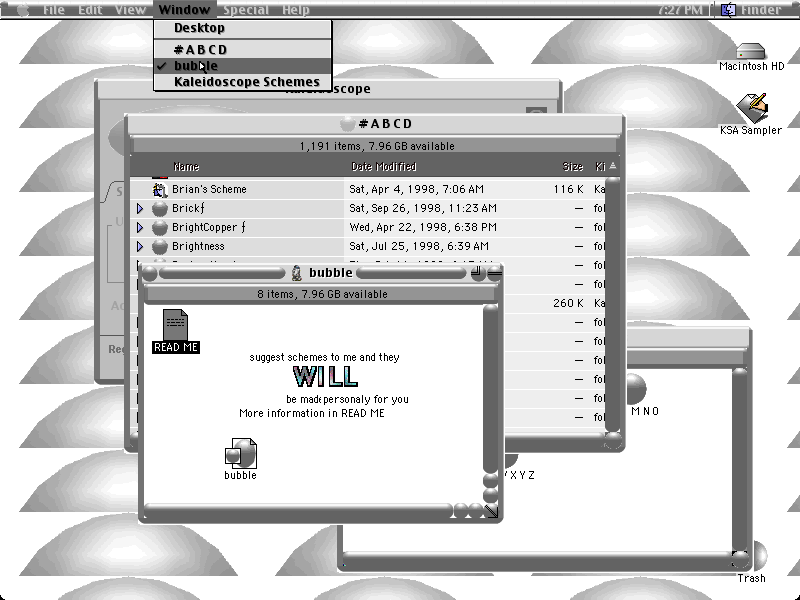 File Edit View Window Special Help 7:27 PM Finder
Desktop
#ABCD
bubble
Kaleidoscope Schemes
Macintosh HD
KSA Sampler
#ABCD
1,191 items, 7.96 GB available
Name Date Modified Size Ki
Brian's Scheme Sat, Apr 4, 1998, 7:06 AM 116 K Ka
Brick ƒ Sat, Sep 26, 1998, 11:23 AM — fol
BrightCopper ƒ Wed, Apr 22, 1998, 6:38 PM — fol
Brightness Sat, Jul 25, 1998, 6:39 AM — fol
— fol
— fol
260 K Ka
— fol
— fol
— fol
— fol
— fol
— fol
bubble
8 items, 7.96 GB available
READ ME
suggest schemes to me and they
WILL
be made personaly for you
More information in READ ME
bubble
M N O
Y X Y Z
Trash